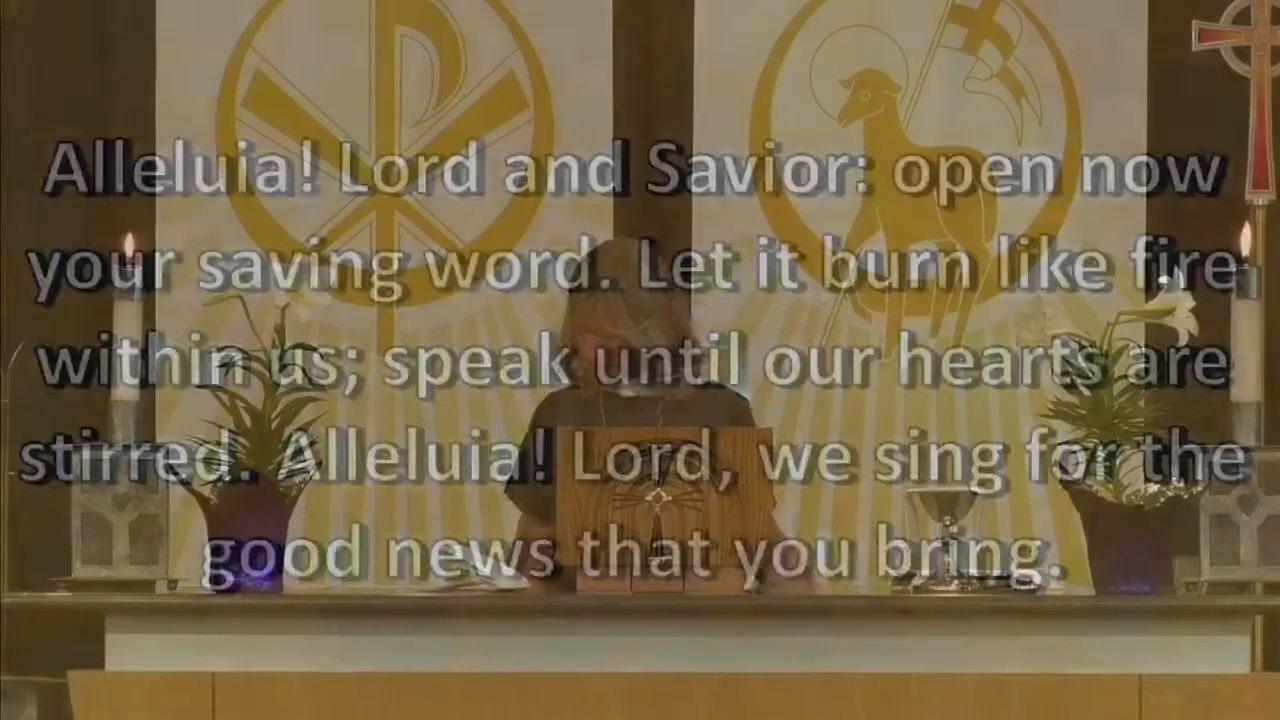 Alleluia! Lord and Savior: open now
your saving word. Let it burn like fire
within us; speak until our hearts are
stirred. Alleluia! Lord, we sing for the
good news that you bring.